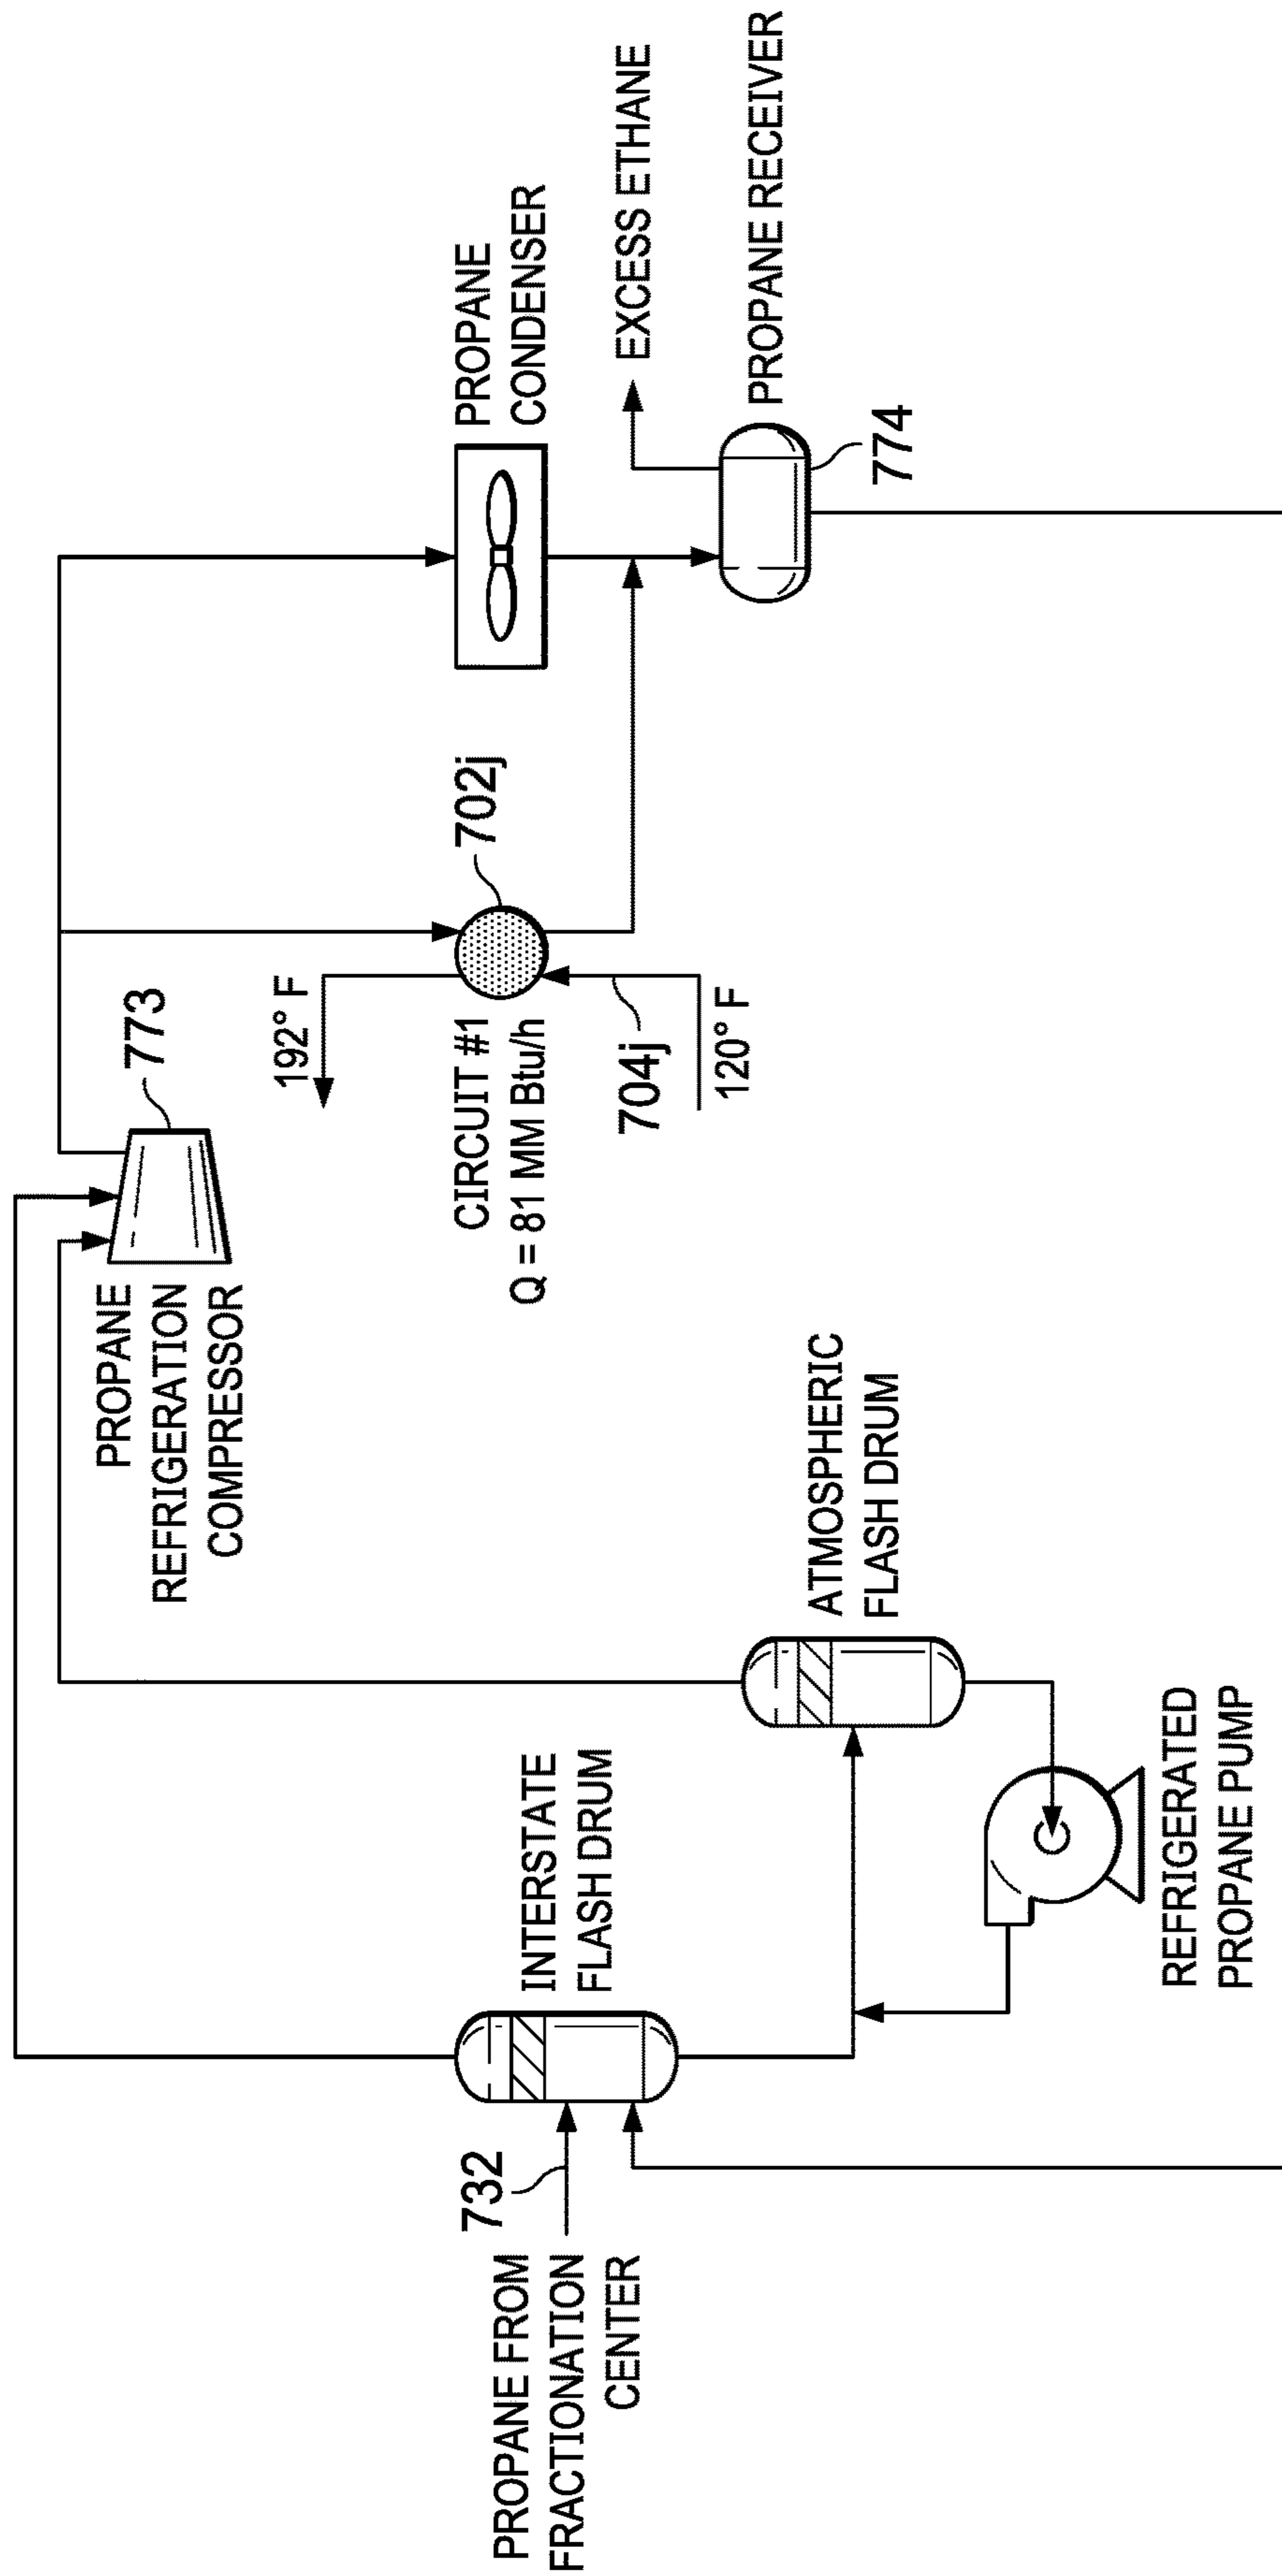 PROPANE
REFRIGERATION
COMPRESSOR
773
192° F
CIRCUIT #1
Q = 81 MM Btu/h
702j
704j
120° F
PROPANE
CONDENSER
EXCESS ETHANE
PROPANE RECEIVER
774
PROPANE FROM
FRACTIONATION
CENTER
732
INTERSTATE
FLASH DRUM
ATMOSPHERIC
FLASH DRUM
REFRIGERATED
PROPANE PUMP